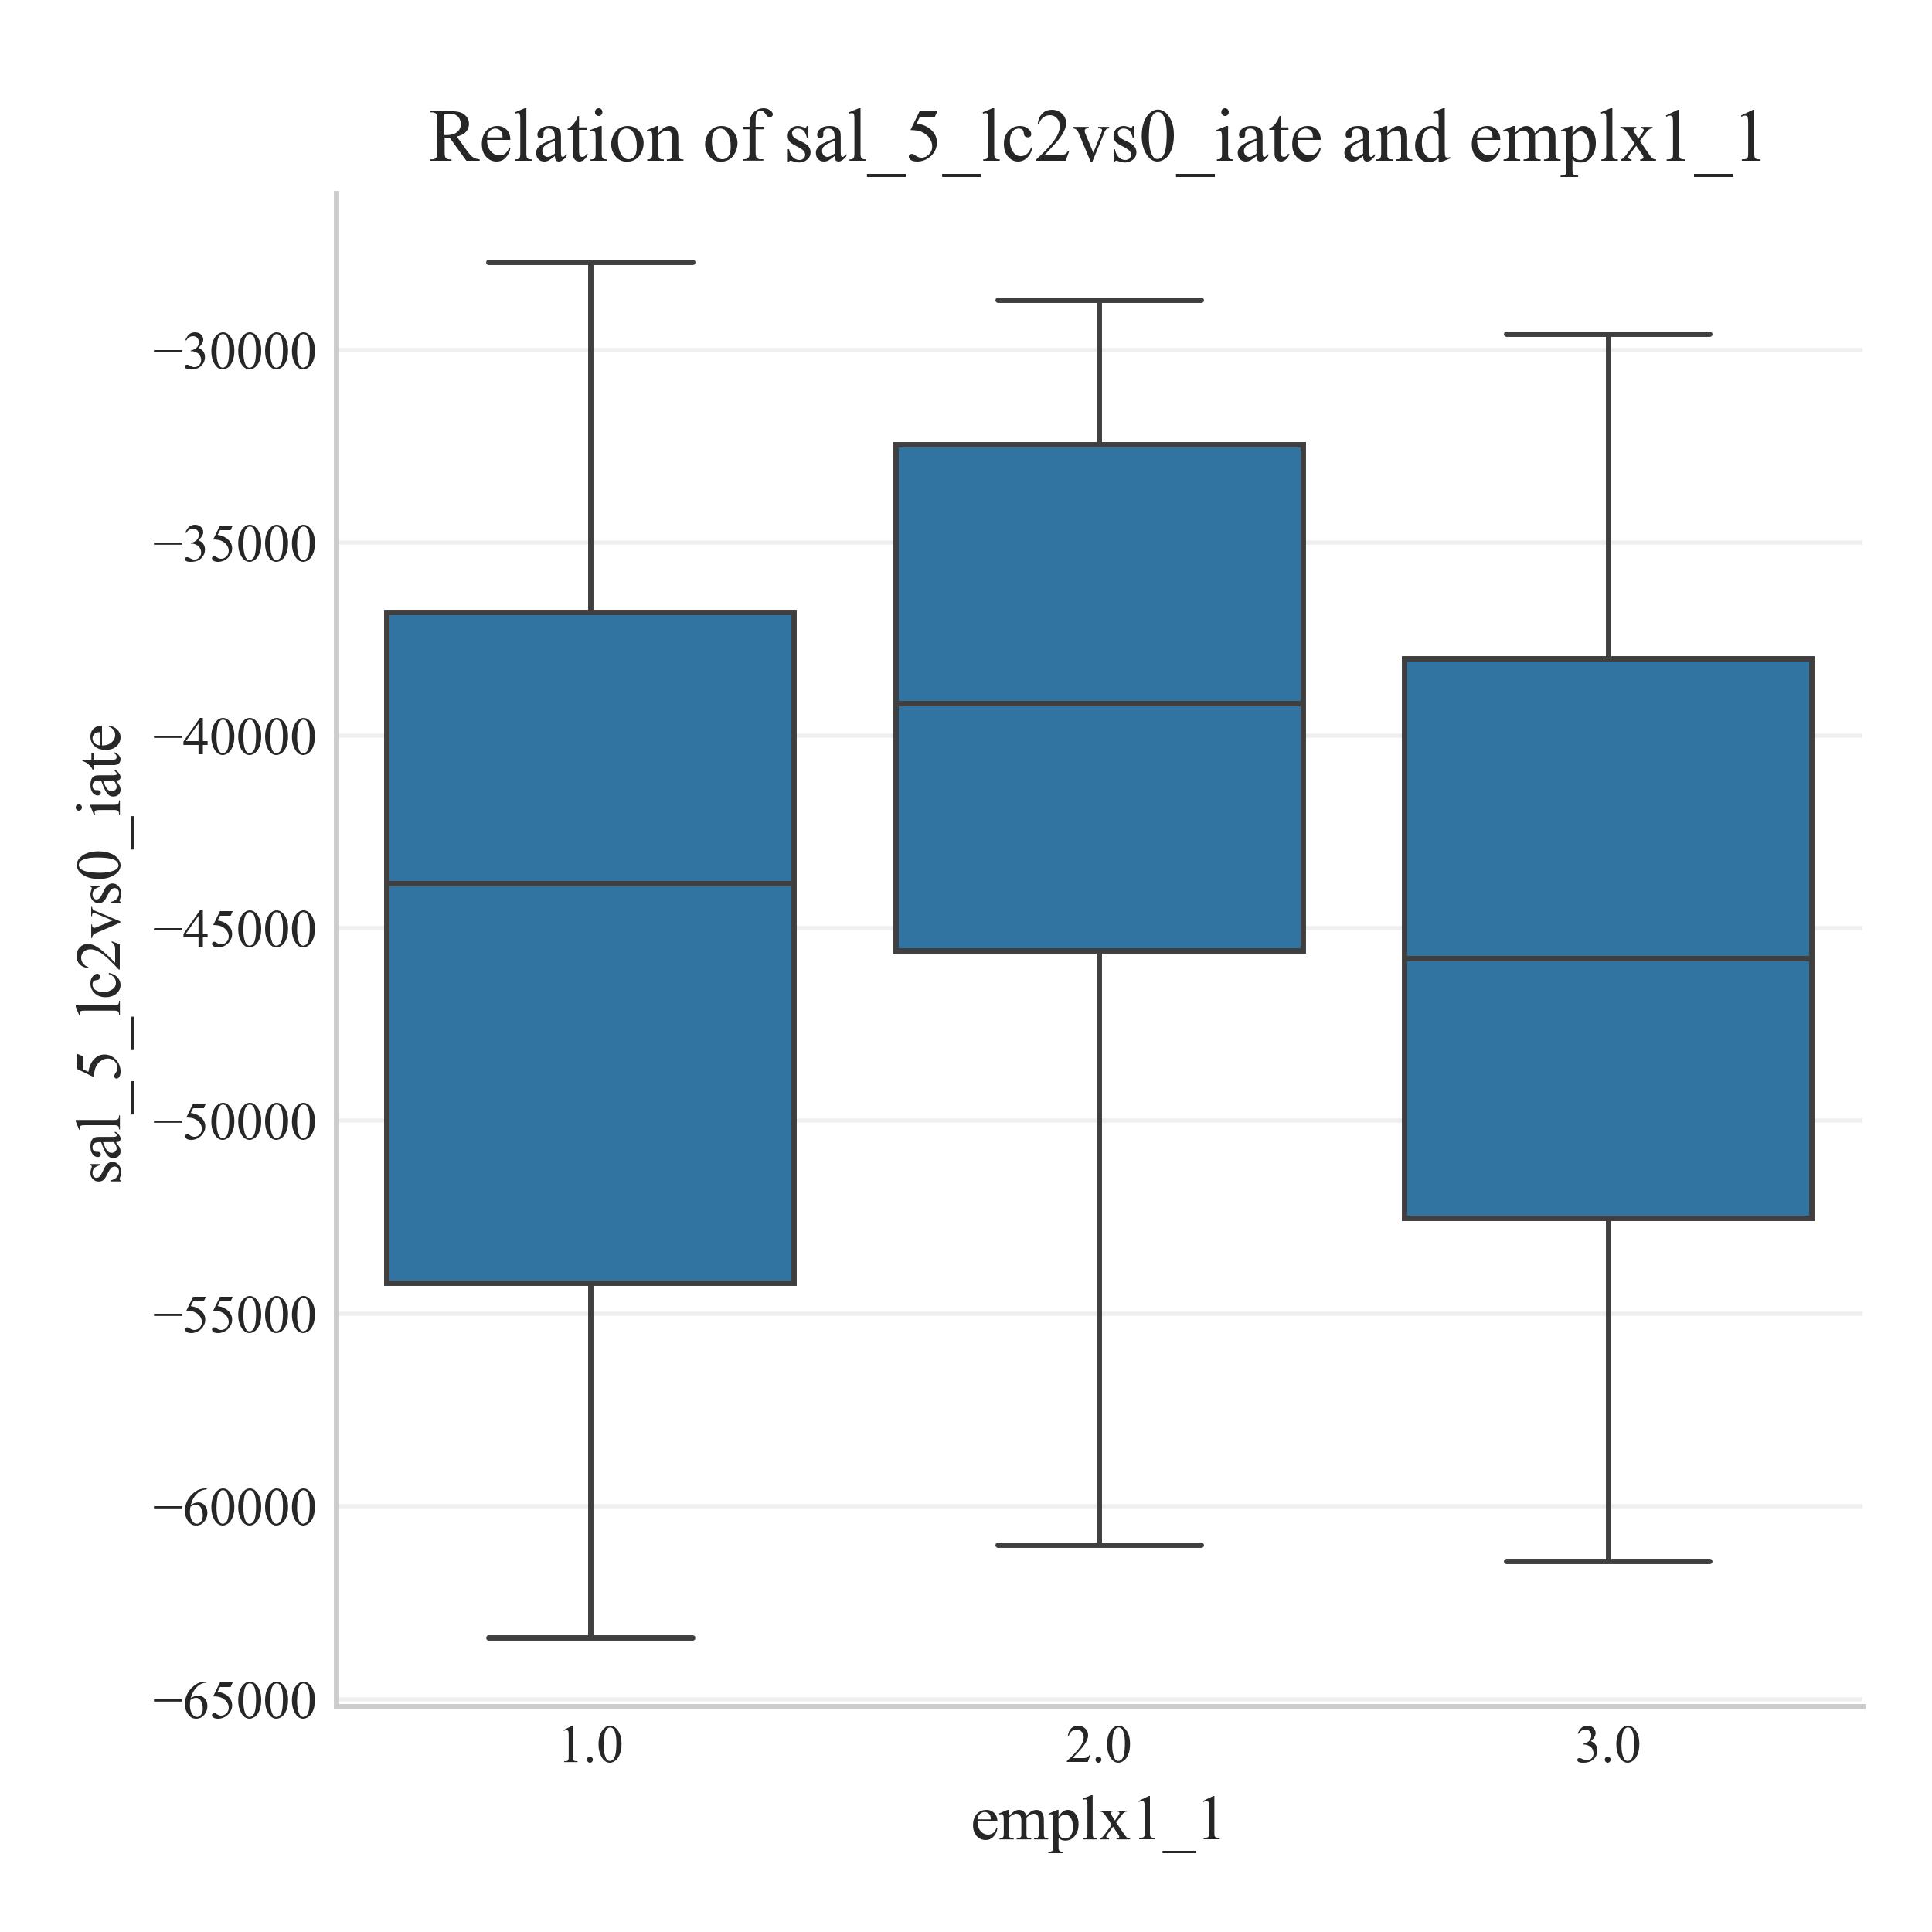 Relation of sal_5_lc2vs0_iate and emplx1_1
−30000
−35000
−40000
−45000
−50000
−55000
−60000
−65000
sal_5_lc2vs0_iate
1.0 2.0 3.0
emplx1_1